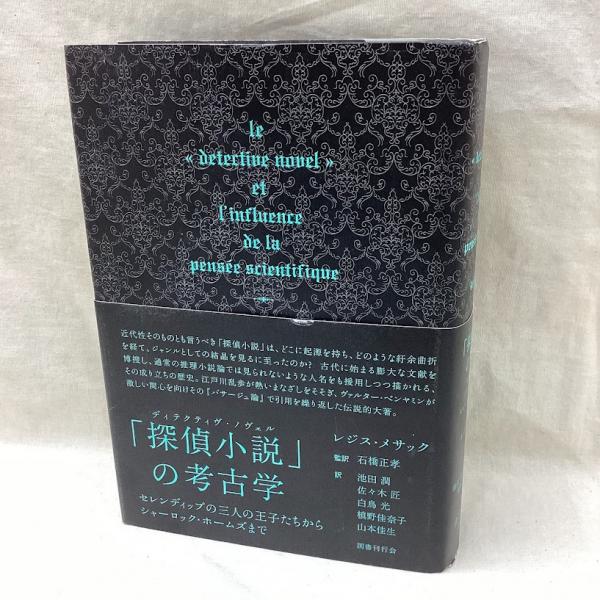 le
« detective novel »
et
l'influence
de la
pensée scientifique
近代性そのものとも言うべき「探偵小説」は、どこに起源を持ち、どのような紆余曲折
を経て、ジャンルとしての結晶を見るに至ったのか? 古代に始まる膨大な文献を
博捜し、通常の推理小説論では見られないような人名をも援用しつつ描かれる、
その成り立ちの歴史。江戸川乱歩が熱いまなざしをそそぎ、ヴァルター・ベンヤミンが
激しい関心を向けその『パサージュ論』で引用を繰り返した伝説的大著。
ディテクティヴ・ノヴェル
「探偵小説」
の考古学
セレンディップの三人の王子たちから
シャーロック・ホームズまで
レジス・メサック
監訳 石橋正孝
訳 池田潤
佐々木匠
白鳥光
槙野佳奈子
山本佳生
国書刊行会